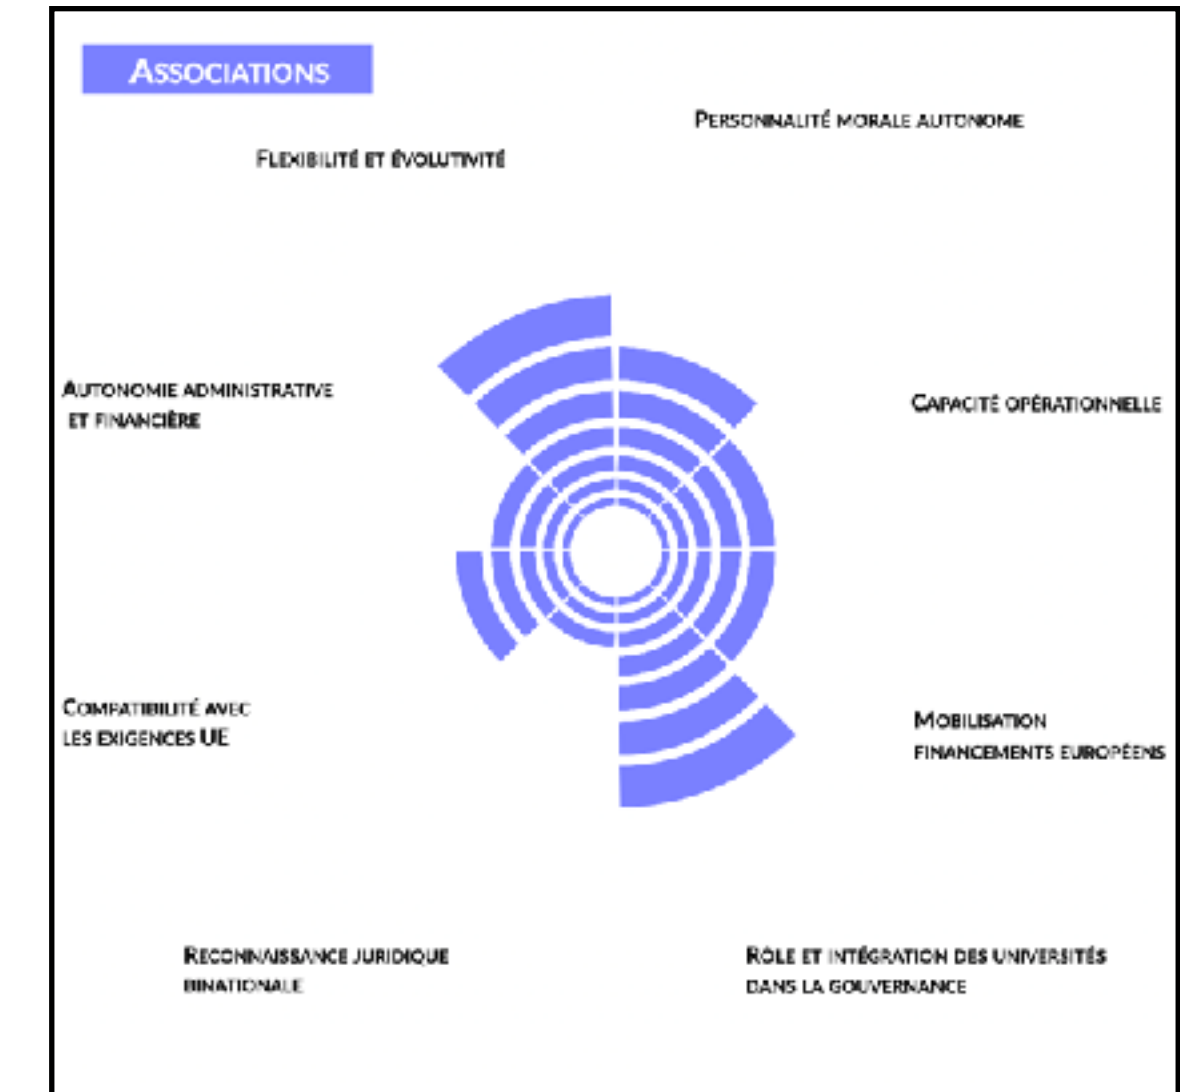 Associations
Personnalité morale autonome
Flexibilité et évolutivité
Autonomie administrative
et financière
Capacité opérationnelle
Compatibilité avec
les exigences UE
Mobilisation
financements européens
Reconnaissance juridique
binationale
Rôle et intégration des universités
dans la gouvernance